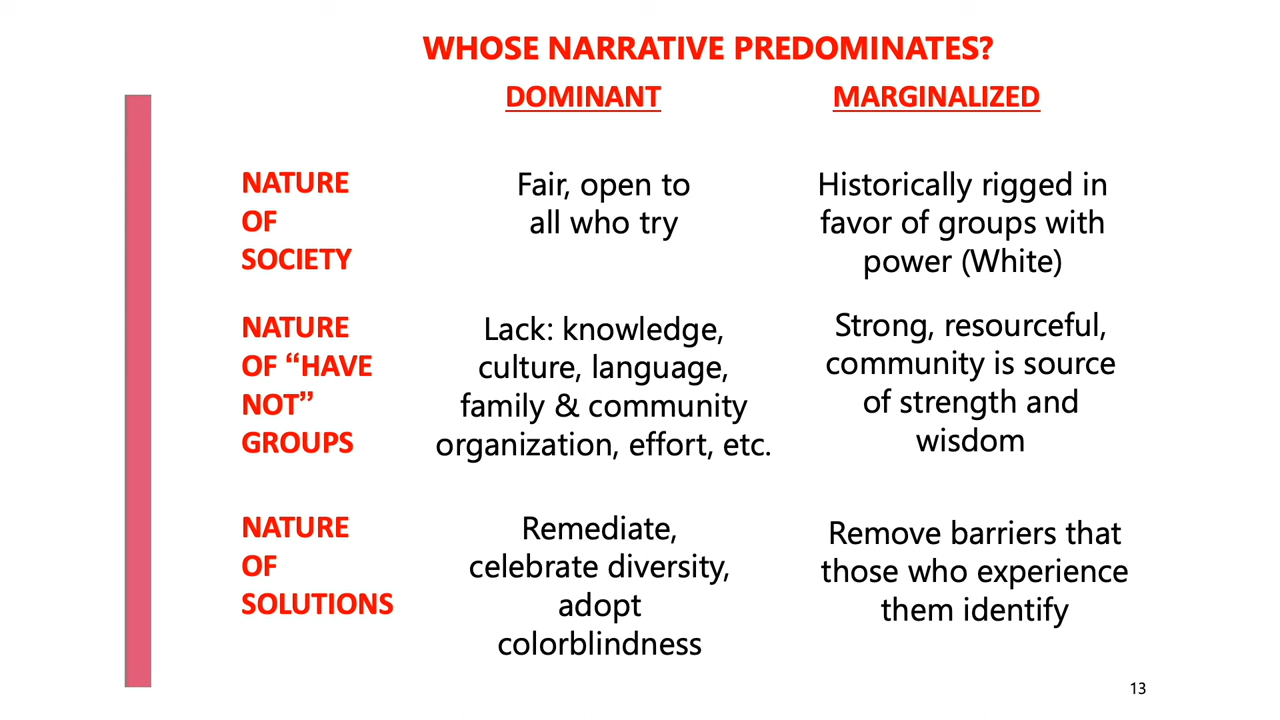 WHOSE NARRATIVE PREDOMINATES?
DOMINANT
MARGINALIZED
NATURE
OF
SOCIETY
Fair, open to
all who try
Historically rigged in
favor of groups with
power (White)
NATURE
OF “HAVE
NOT”
GROUPS
Lack: knowledge,
culture, language,
family & community
organization, effort, etc.
Strong, resourceful,
community is source
of strength and
wisdom
NATURE
OF
SOLUTIONS
Remediate,
celebrate diversity,
adopt
colorblindness
Remove barriers that
those who experience
them identify
13